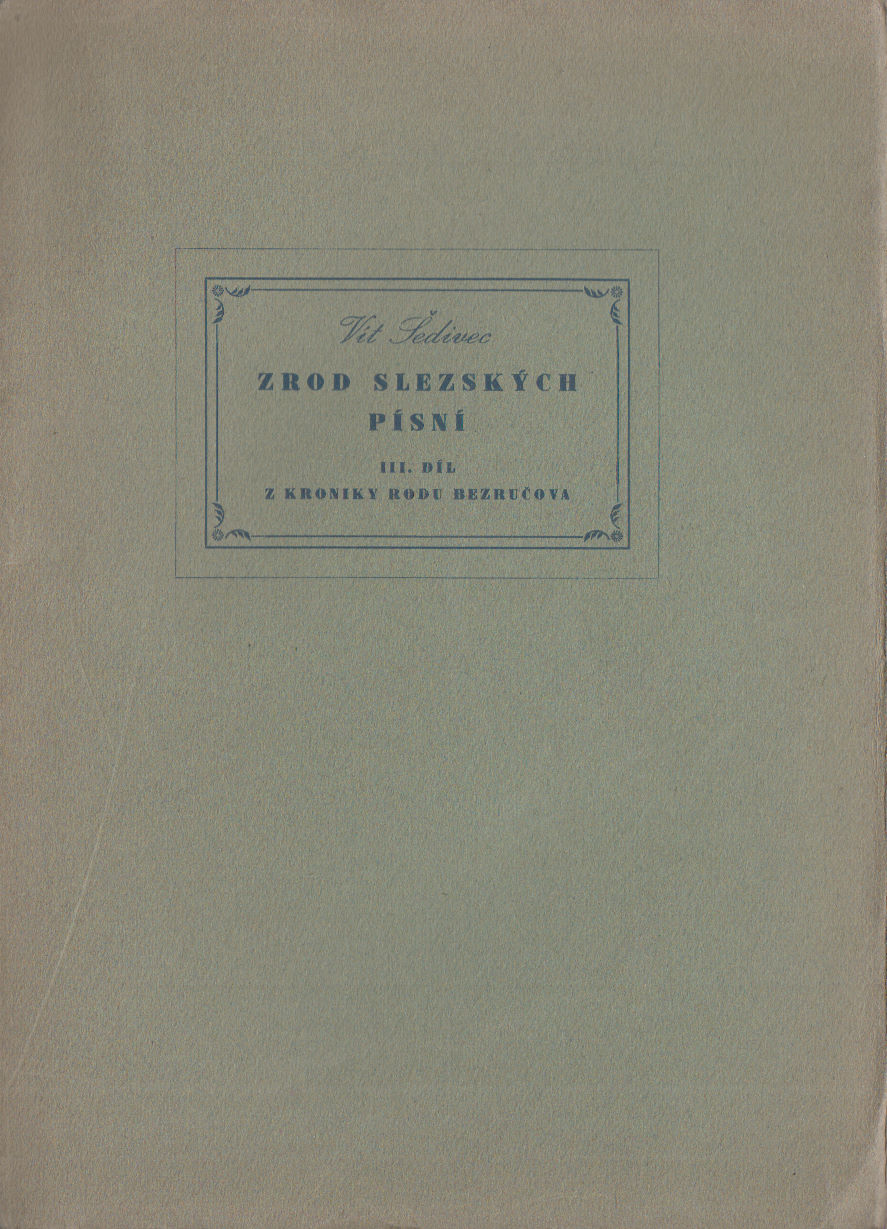 Vít Šedivec
ZROD SLEZSKÝCH
PÍSNÍ
III. DÍL
Z KRONIKY RODU BEZRUČOVA